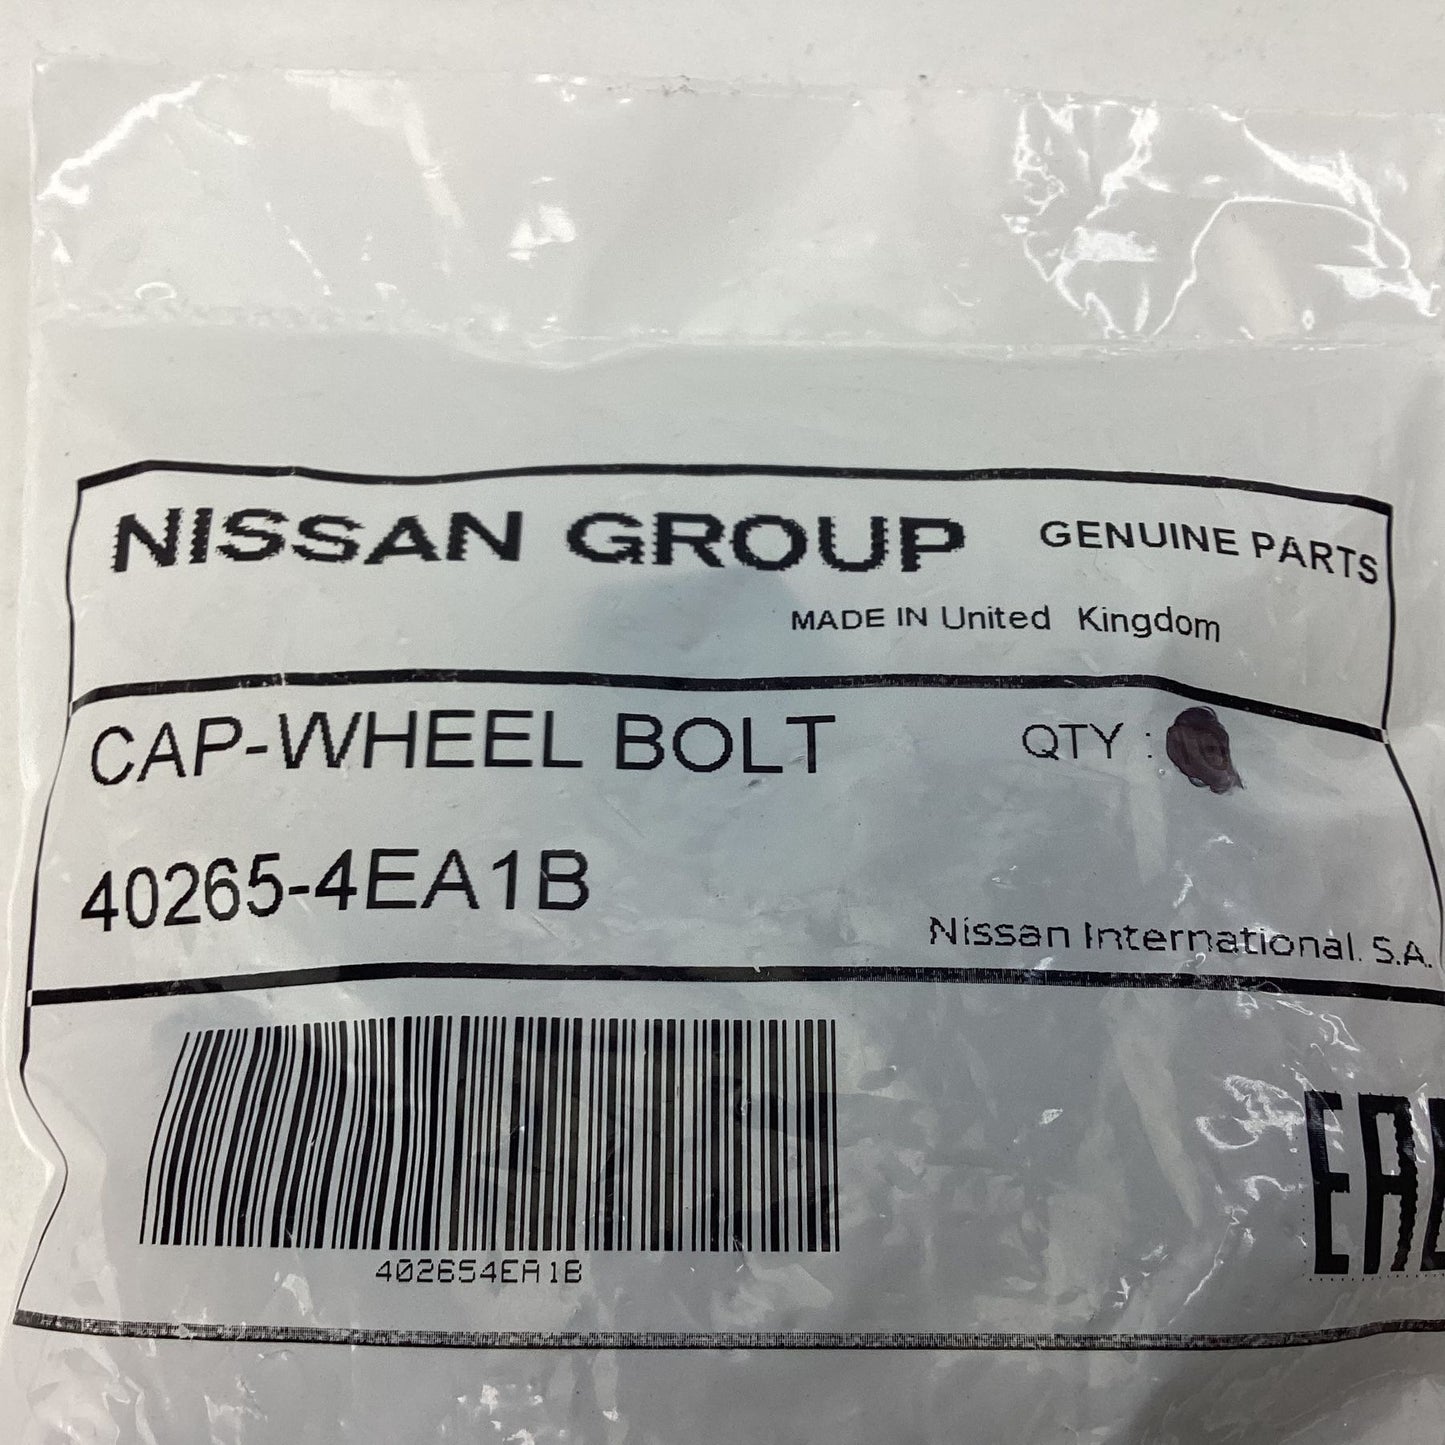 NISSAN GROUP GENUINE PARTS
MADE IN United Kingdom
CAP-WHEEL BOLT QTY :
40265-4EA1B
Nissan International. S.A.
402654EA1B